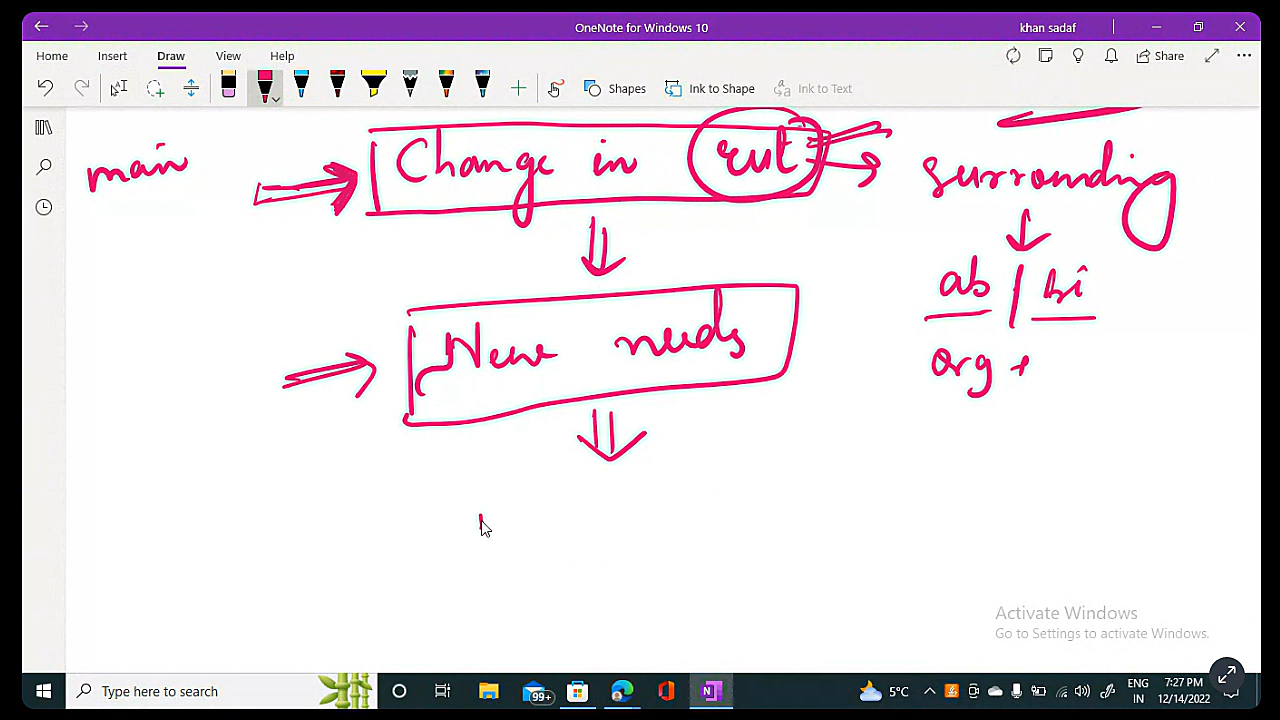 OneNote for Windows 10
khan sadaf
Home Insert Draw View Help
Share
Shapes
Ink to Shape
Ink to Text
main
Change in
surrounding
ab / bi
New needs
org +
Activate Windows
Go to Settings to activate Windows.
Type here to search
99+
5°C
ENG
IN
7:27 PM
12/14/2022